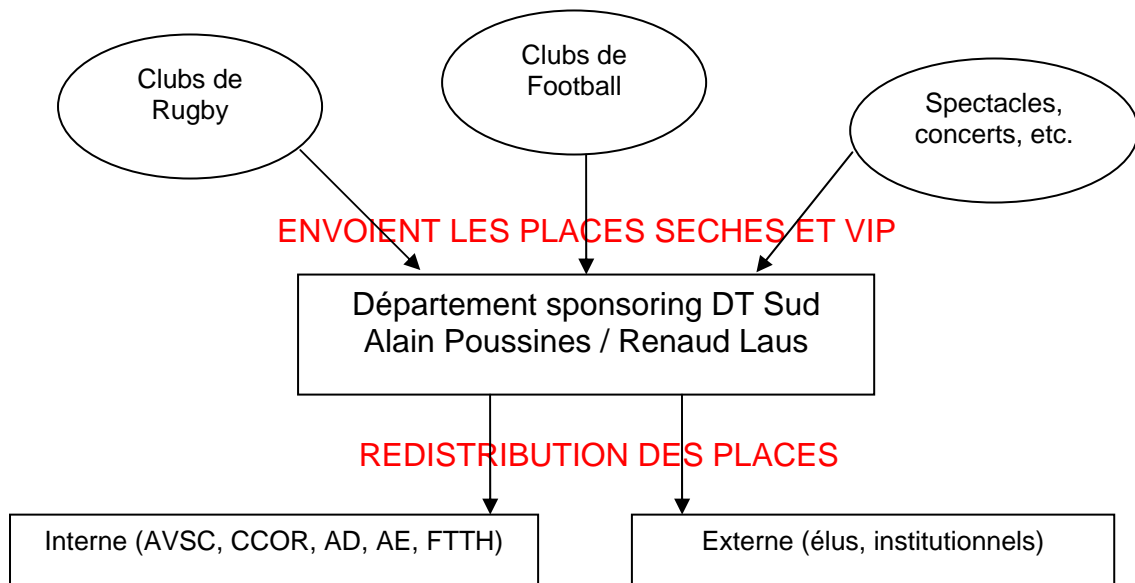 Clubs de
Rugby
Clubs de
Football
Spectacles,
concerts, etc.
ENVOIENT LES PLACES SECHES ET VIP
Département sponsoring DT Sud
Alain Poussines / Renaud Laus
REDISTRIBUTION DES PLACES
Interne (AVSC, CCOR, AD, AE, FTTH)
Externe (élus, institutionnels)